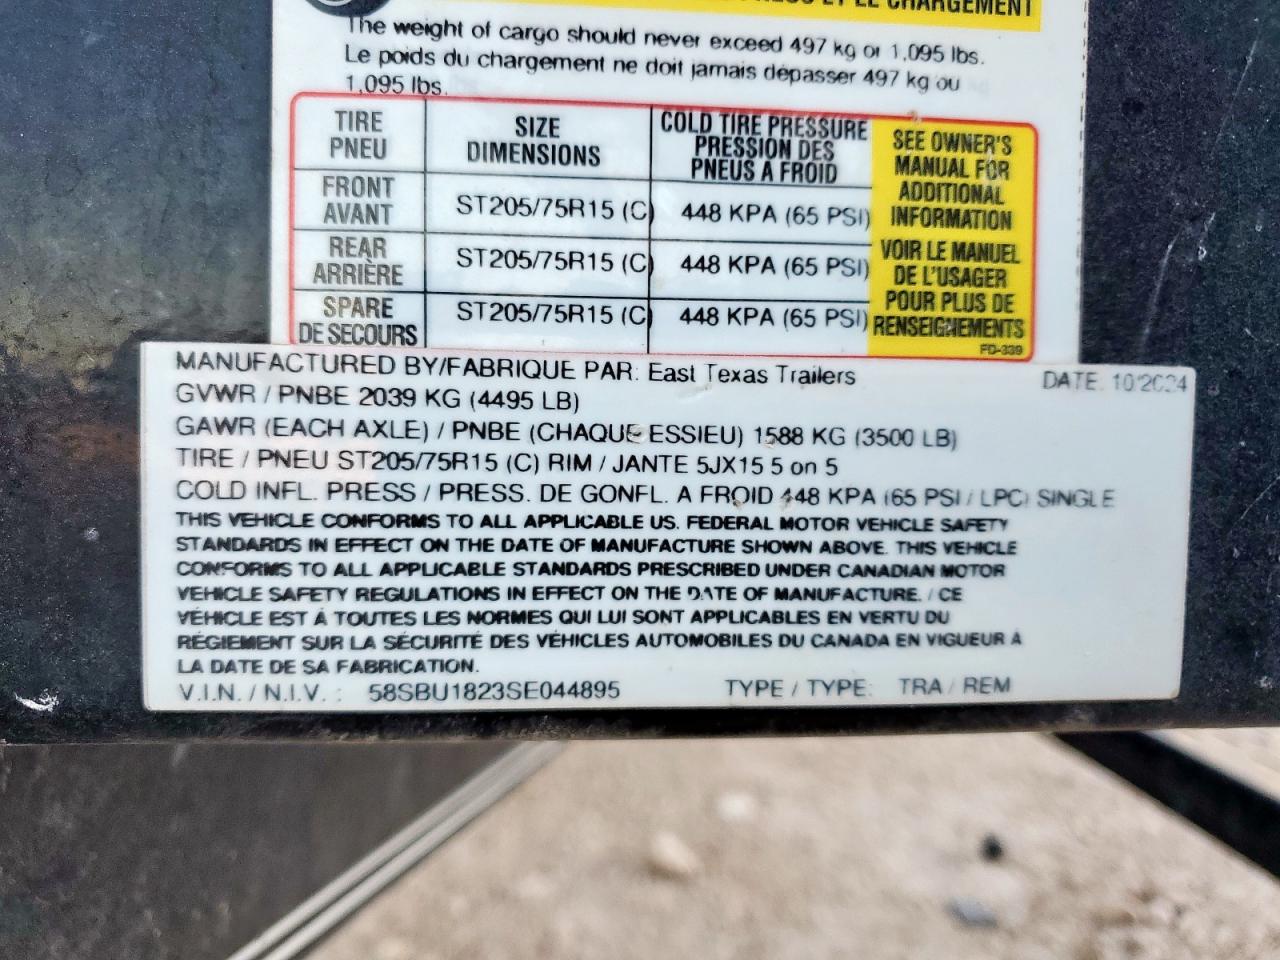 ET LE CHARGEMENT
The weight of cargo should never exceed 497 kg or 1,095 lbs.
Le poids du chargement ne doit jamais dépasser 497 kg ou
1,095 lbs.
TIRE
PNEU
SIZE
DIMENSIONS
COLD TIRE PRESSURE
PRESSION DES
PNEUS A FROID
SEE OWNER'S
MANUAL FOR
ADDITIONAL
INFORMATION
VOIR LE MANUEL
DE L'USAGER
POUR PLUS DE
RENSEIGNEMENTS
FD-339
FRONT
AVANT
ST205/75R15 (C)
448 KPA (65 PSI)
REAR
ARRIÈRE
ST205/75R15 (C)
448 KPA (65 PSI)
SPARE
DE SECOURS
ST205/75R15 (C)
448 KPA (65 PSI)
MANUFACTURED BY/FABRIQUE PAR: East Texas Trailers DATE: 10/2024
GVWR / PNBE 2039 KG (4495 LB)
GAWR (EACH AXLE) / PNBE (CHAQUE ESSIEU) 1588 KG (3500 LB)
TIRE / PNEU ST205/75R15 (C) RIM / JANTE 5JX15 5 on 5
COLD INFL. PRESS / PRESS. DE GONFL. A FROID 448 KPA (65 PSI / LPC) SINGLE
THIS VEHICLE CONFORMS TO ALL APPLICABLE US. FEDERAL MOTOR VEHICLE SAFETY
STANDARDS IN EFFECT ON THE DATE OF MANUFACTURE SHOWN ABOVE. THIS VEHICLE
CONFORMS TO ALL APPLICABLE STANDARDS PRESCRIBED UNDER CANADIAN MOTOR
VEHICLE SAFETY REGULATIONS IN EFFECT ON THE DATE OF MANUFACTURE. / CE
VÉHICLE EST Á TOUTES LES NORMES QUI LUI SONT APPLICABLES EN VERTU DU
RÉGIEMENT SUR LA SÉCURITÉ DES VÉHICLES AUTOMOBILES DU CANADA EN VIGUEUR Á
LA DATE DE SA FABRICATION.
V.I.N. / N.I.V. : 58SBU1823SE044895 TYPE / TYPE: TRA / REM